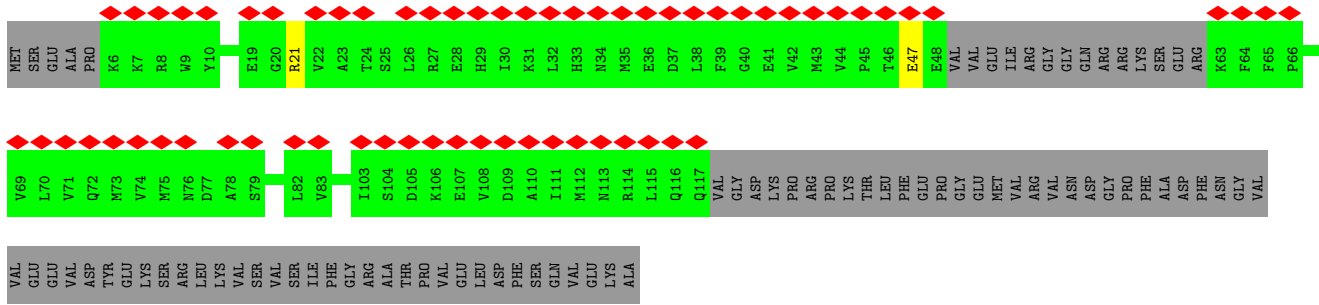 MET SER GLU ALA PRO K6 K7 R8 W9 Y10 E19 G20 R21 V22 A23 T24 S25 L26 R27 E28 H29 I30 K31 L32 H33 N34 M35 E36 D37 L38 F39 G40 E41 V42 M43 V44 P45 T46 E47 E48 VAL VAL GLU ILE ARG GLY GLY GLN ARG ARG LYS SER GLU ARG K63 F64 F65 P66
V69 L70 V71 Q72 M73 V74 M75 N76 D77 A78 S79 L82 V83 I103 S104 D105 K106 E107 V108 D109 A110 I111 M112 N113 R114 L115 Q116 Q117 VAL GLY ASP LYS PRO ARG PRO LYS THR LEU PHE GLU PRO GLY GLU MET VAL ARG VAL ASN ASP GLY PRO PHE ALA ASP PHE ASN GLY VAL
VAL GLU GLU VAL ASP TYR GLU LYS SER ARG LEU LYS VAL SER VAL SER ILE PHE GLY ARG ALA THR PRO VAL GLU LEU ASP PHE SER GLN VAL GLU LYS ALA